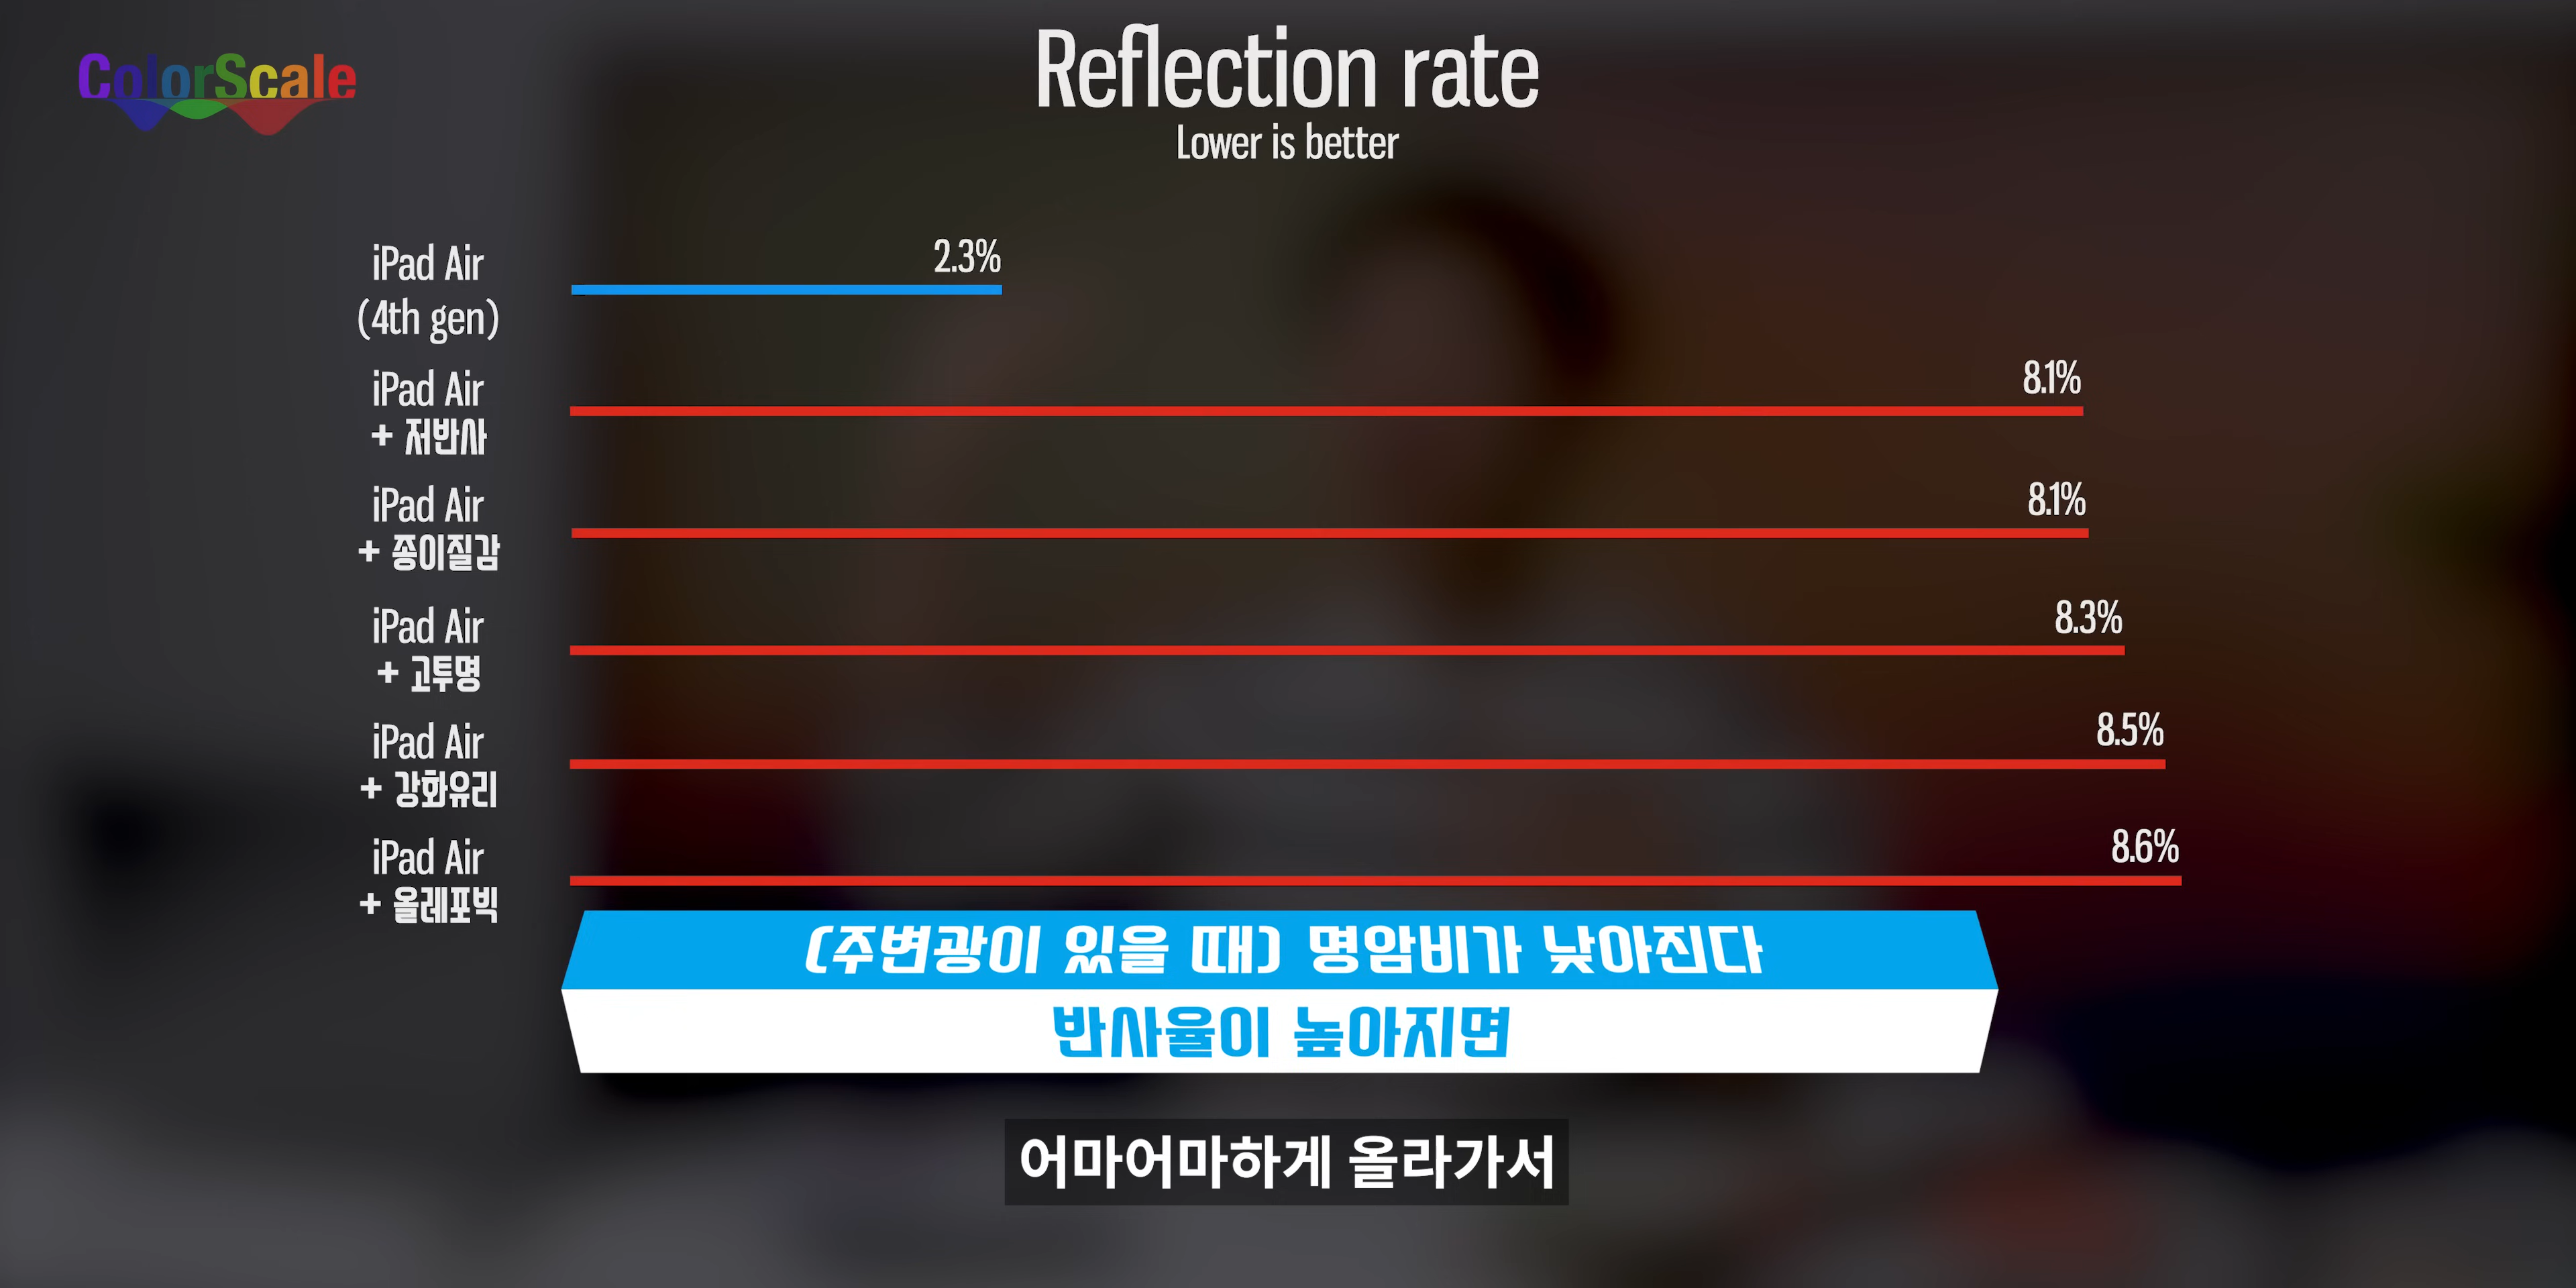 ColorScale
Reflection rate
Lower is better
iPad Air
(4th gen)
2.3%
iPad Air
+ 저반사
8.1%
iPad Air
+ 종이질감
8.1%
iPad Air
+ 고투명
8.3%
iPad Air
+ 강화유리
8.5%
iPad Air
+ 올레포빅
8.6%
(주변광이 있을 때) 명암비가 낮아진다
반사율이 높아지면
어마어마하게 올라가서